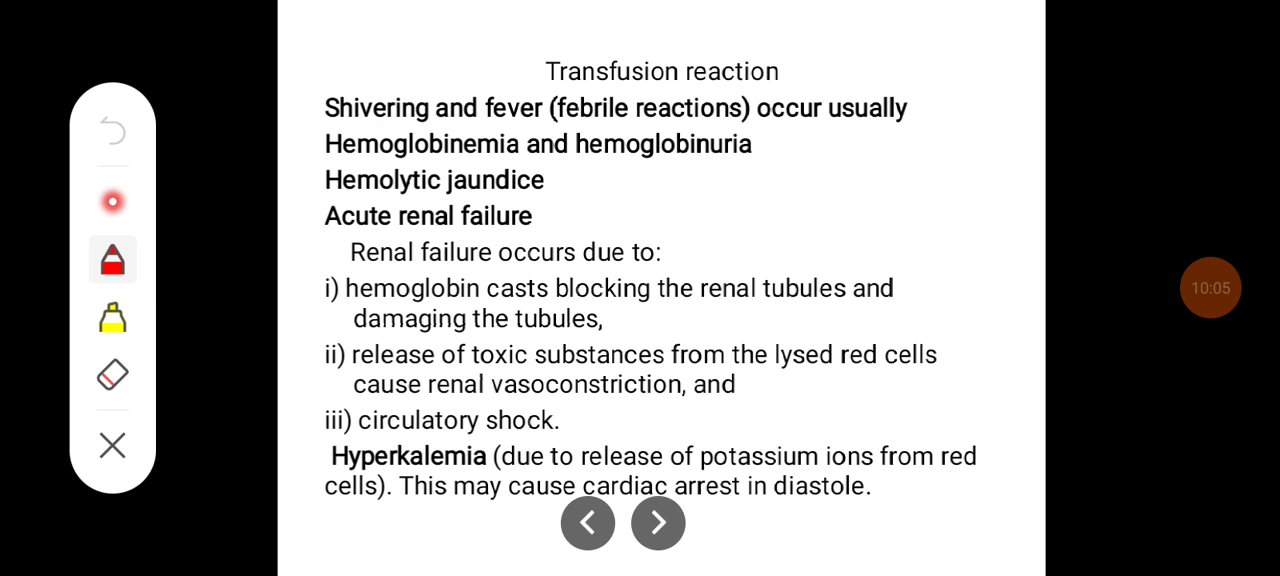 Transfusion reaction
Shivering and fever (febrile reactions) occur usually
Hemoglobinemia and hemoglobinuria
Hemolytic jaundice
Acute renal failure
Renal failure occurs due to:
i) hemoglobin casts blocking the renal tubules and
damaging the tubules,
ii) release of toxic substances from the lysed red cells
cause renal vasoconstriction, and
iii) circulatory shock.
Hyperkalemia (due to release of potassium ions from red
cells). This may cause cardiac arrest in diastole.
10:05